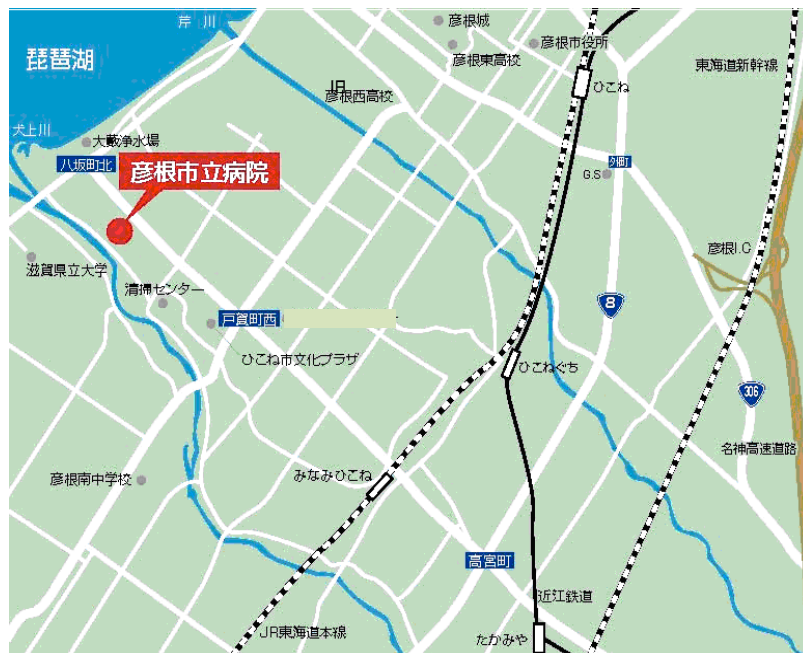 芹川
彦根城
彦根市役所
彦根東高校
琵琶湖
東海道新幹線
JR
ひこね
彦根西高校
犬上川
大薮浄水場
八坂町北
彦根市立病院
外町
G.S
彦根I.C
滋賀県立大学
清掃センター
8
戸賀町西
ひこね市文化プラザ
ひこねぐち
306
名神高速道路
みなみひこね
彦根南中学校
高宮町
近江鉄道
JR東海道本線
たかみや